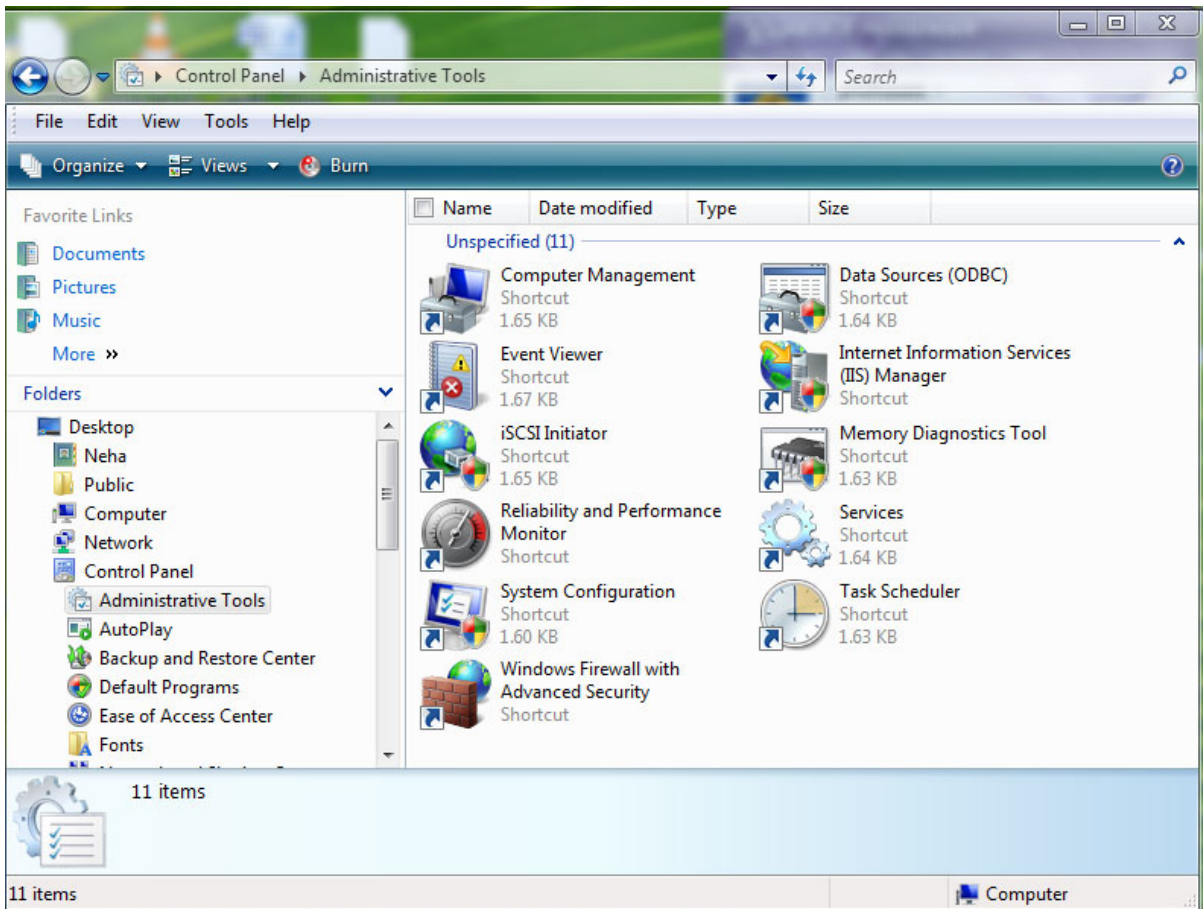 Control Panel Administrative Tools
Search
File Edit View Tools Help
Organize Views Burn
Favorite Links
Documents
Pictures
Music
More »
Folders
Desktop
Neha
Public
Computer
Network
Control Panel
Administrative Tools
AutoPlay
Backup and Restore Center
Default Programs
Ease of Access Center
Fonts
Name Date modified Type Size
Unspecified (11)
Computer Management
Shortcut
1.65 KB
Data Sources (ODBC)
Shortcut
1.64 KB
Event Viewer
Shortcut
1.67 KB
Internet Information Services
(IIS) Manager
Shortcut
iSCSI Initiator
Shortcut
1.65 KB
Memory Diagnostics Tool
Shortcut
1.63 KB
Reliability and Performance
Monitor
Shortcut
Services
Shortcut
1.64 KB
System Configuration
Shortcut
1.60 KB
Task Scheduler
Shortcut
1.63 KB
Windows Firewall with
Advanced Security
Shortcut
11 items
11 items
Computer